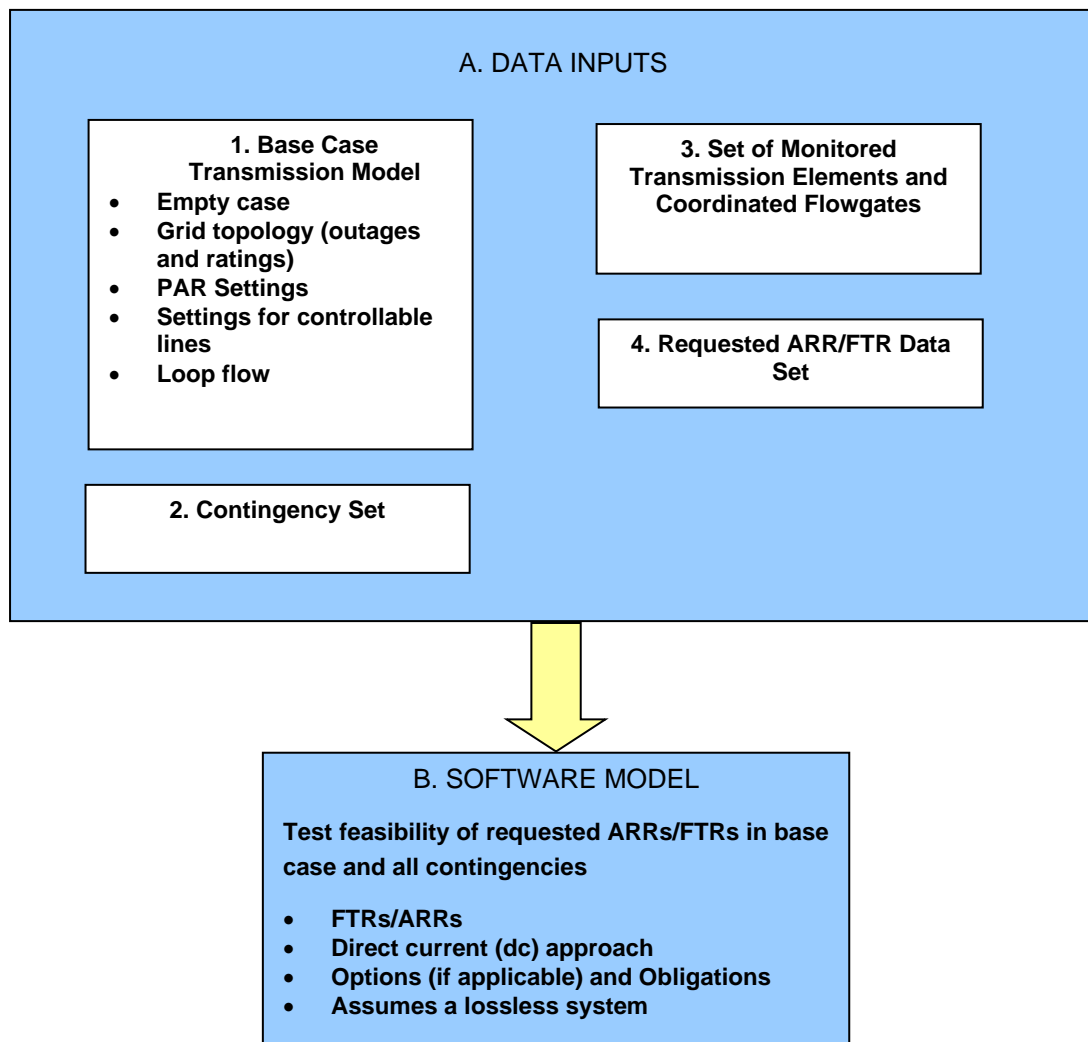 A. DATA INPUTS
1. Base Case
Transmission Model
• Empty case
• Grid topology (outages
and ratings)
• PAR Settings
• Settings for controllable
lines
• Loop flow
2. Contingency Set
3. Set of Monitored
Transmission Elements and
Coordinated Flowgates
4. Requested ARR/FTR Data
Set
B. SOFTWARE MODEL
Test feasibility of requested ARRs/FTRs in base
case and all contingencies
• FTRs/ARRs
• Direct current (dc) approach
• Options (if applicable) and Obligations
• Assumes a lossless system